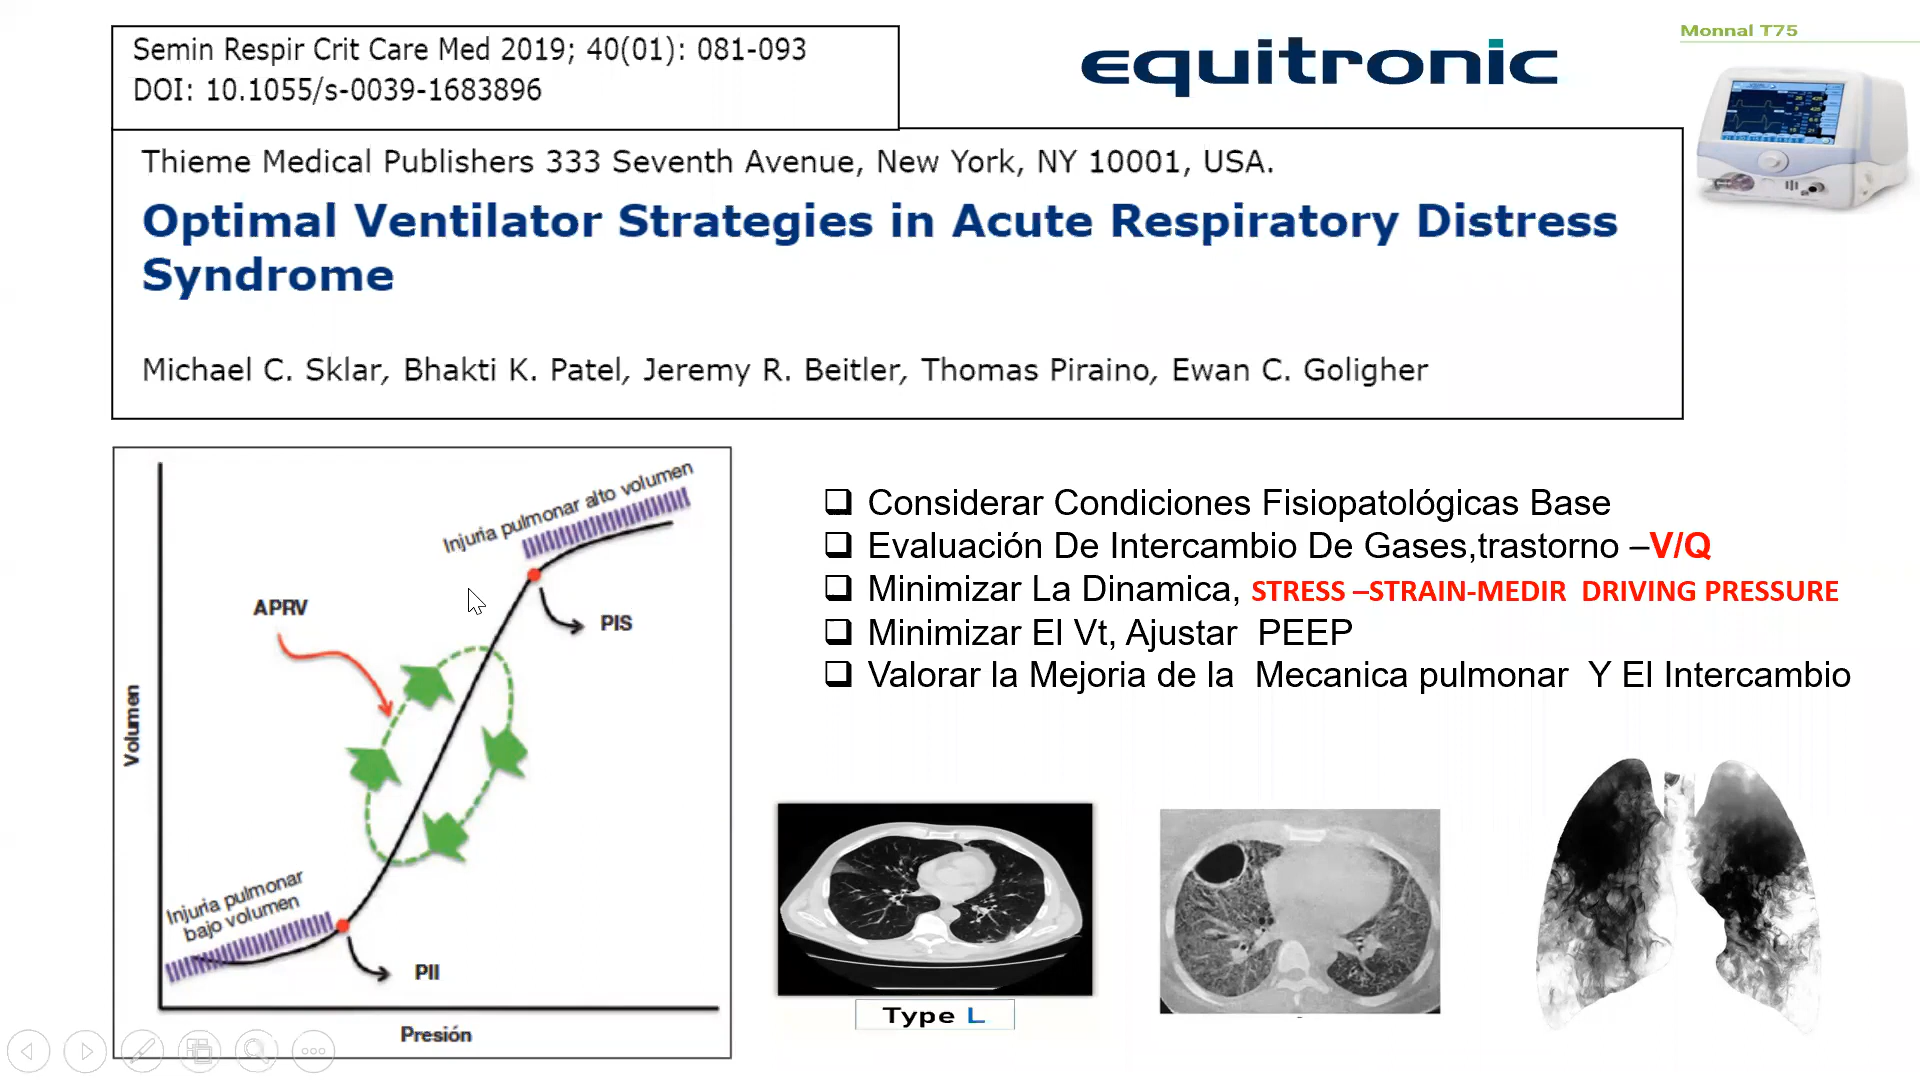 Semin Respir Crit Care Med 2019; 40(01): 081-093
DOI: 10.1055/s-0039-1683896
equitronic
Monnal T75
Thieme Medical Publishers 333 Seventh Avenue, New York, NY 10001, USA.
Optimal Ventilator Strategies in Acute Respiratory Distress
Syndrome
Michael C. Sklar, Bhakti K. Patel, Jeremy R. Beitler, Thomas Piraino, Ewan C. Goligher
Injuria pulmonar alto volumen
APRV
PIS
Volumen
Injuria pulmonar
bajo volumen
PII
Presión
Considerar Condiciones Fisiopatológicas Base
Evaluación De Intercambio De Gases,trastorno –V/Q
Minimizar La Dinamica, STRESS –STRAIN-MEDIR DRIVING PRESSURE
Minimizar El Vt, Ajustar PEEP
Valorar la Mejoria de la Mecanica pulmonar Y El Intercambio
Type L